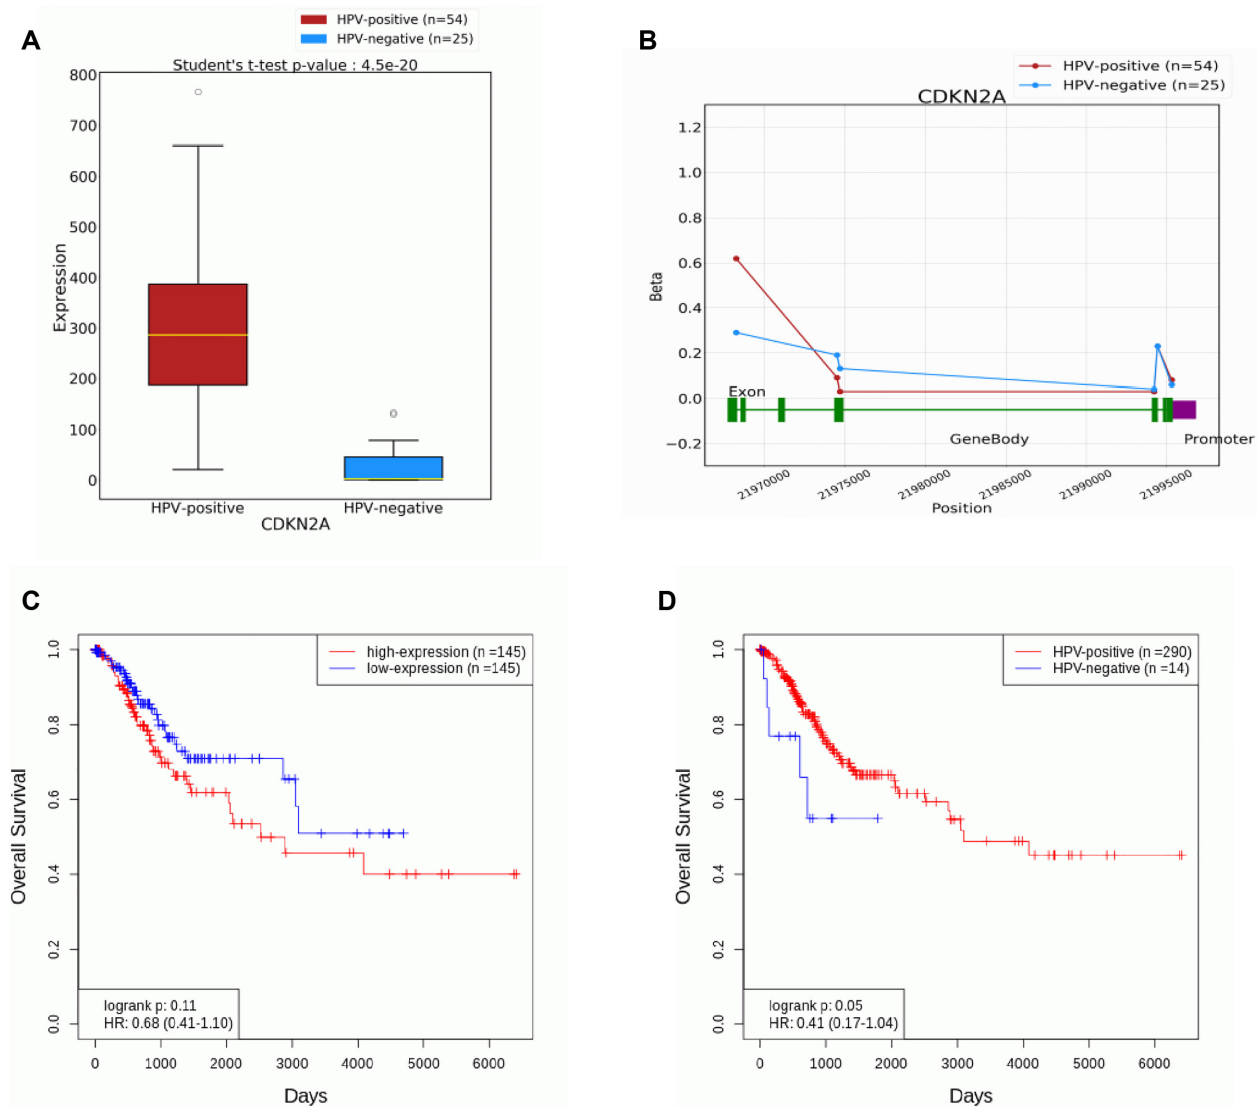 A
HPV-positive (n=54)
HPV-negative (n=25)
Student's t-test p-value : 4.5e-20
800
700
600
500
400
300
200
100
0
Expression
HPV-positive
HPV-negative
CDKN2A
B
HPV-positive (n=54)
HPV-negative (n=25)
CDKN2A
1.2
1.0
0.8
0.6
0.4
0.2
0.0
−0.2
Beta
Exon
GeneBody
Promoter
21970000
21975000
21980000
21985000
21990000
21995000
Position
C
high-expression (n =145)
low-expression (n =145)
1.0
0.8
0.6
0.4
0.2
0.0
Overall Survival
logrank p: 0.11
HR: 0.68 (0.41-1.10)
0
1000
2000
3000
4000
5000
6000
Days
D
HPV-positive (n =290)
HPV-negative (n =14)
1.0
0.8
0.6
0.4
0.2
0.0
Overall Survival
logrank p: 0.05
HR: 0.41 (0.17-1.04)
0
1000
2000
3000
4000
5000
6000
Days